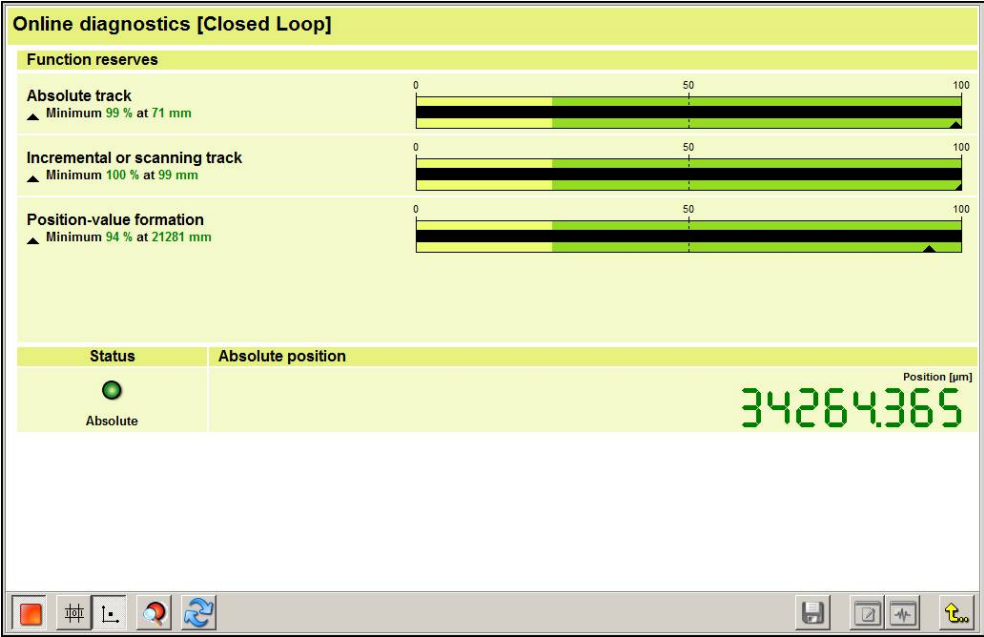 Online diagnostics [Closed Loop]
Function reserves
Absolute track
Minimum 99 % at 71 mm
0 50 100
Incremental or scanning track
Minimum 100 % at 99 mm
0 50 100
Position-value formation
Minimum 94 % at 21281 mm
0 50 100
Status Absolute position
Position [µm]
34264.365
Absolute